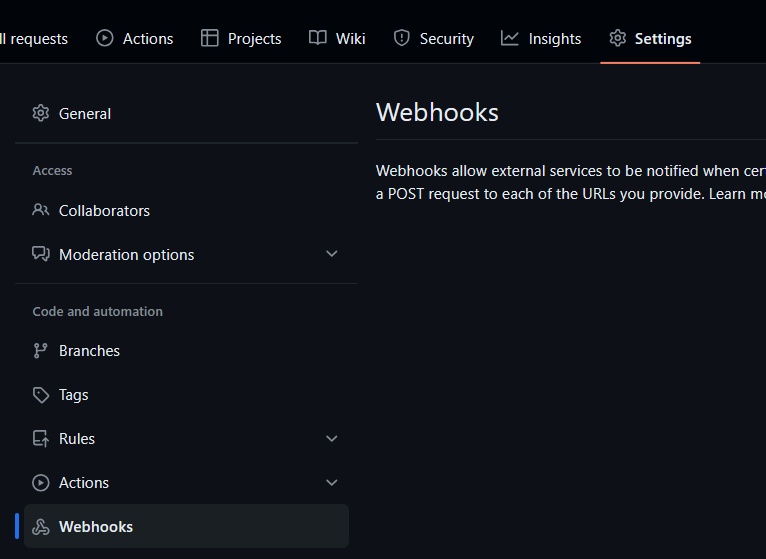 ll requests Actions Projects Wiki Security Insights Settings
General
Access
Collaborators
Moderation options
Code and automation
Branches
Tags
Rules
Actions
Webhooks
Webhooks
Webhooks allow external services to be notified when cer
a POST request to each of the URLs you provide. Learn m